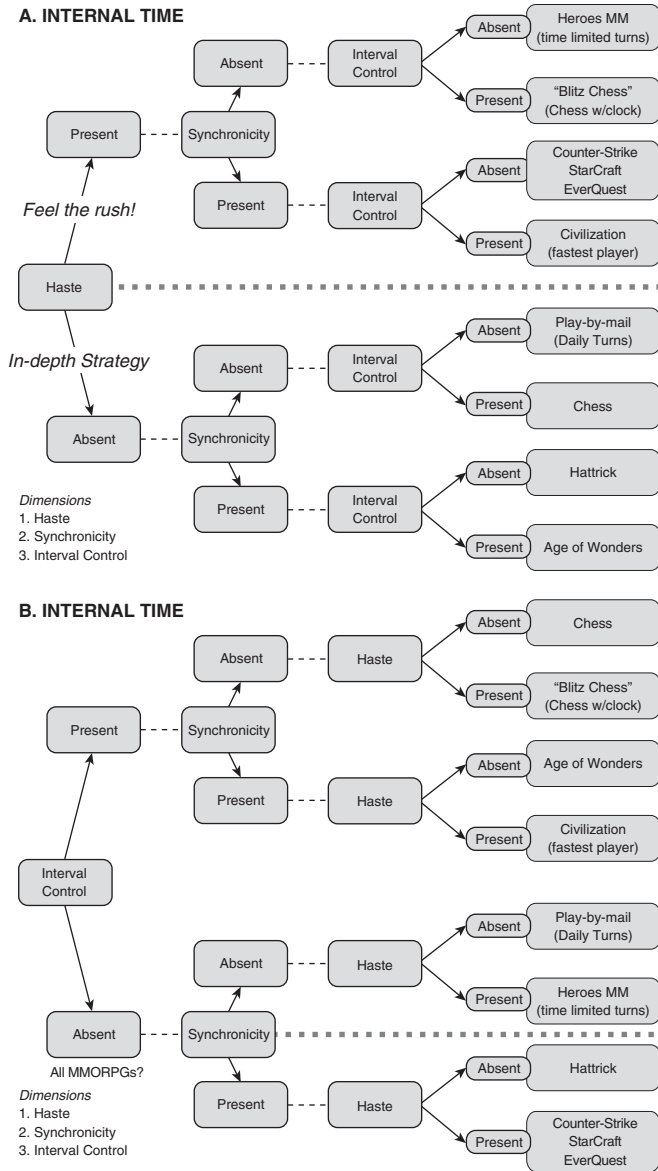 A. INTERNAL TIME
Absent
Heroes MM
(time limited turns)
Absent
Interval
Control
Present
"Blitz Chess"
(Chess w/clock)
Present
Synchronicity
Absent
Counter-Strike
StarCraft
EverQuest
Present
Interval
Control
Feel the rush!
Present
Civilization
(fastest player)
Haste
Absent
Play-by-mail
(Daily Turns)
In-depth Strategy
Absent
Interval
Control
Present
Chess
Absent
Synchronicity
Absent
Hattrick
Present
Interval
Control
Dimensions
1. Haste
2. Synchronicity
3. Interval Control
Present
Age of Wonders
B. INTERNAL TIME
Absent
Chess
Absent
Haste
Present
"Blitz Chess"
(Chess w/clock)
Present
Synchronicity
Absent
Age of Wonders
Present
Haste
Present
Civilization
(fastest player)
Interval
Control
Absent
Play-by-mail
(Daily Turns)
Absent
Haste
Present
Heroes MM
(time limited turns)
Absent
Synchronicity
All MMORPGs?
Absent
Hattrick
Dimensions
1. Haste
2. Synchronicity
3. Interval Control
Present
Haste
Present
Counter-Strike
StarCraft
EverQuest